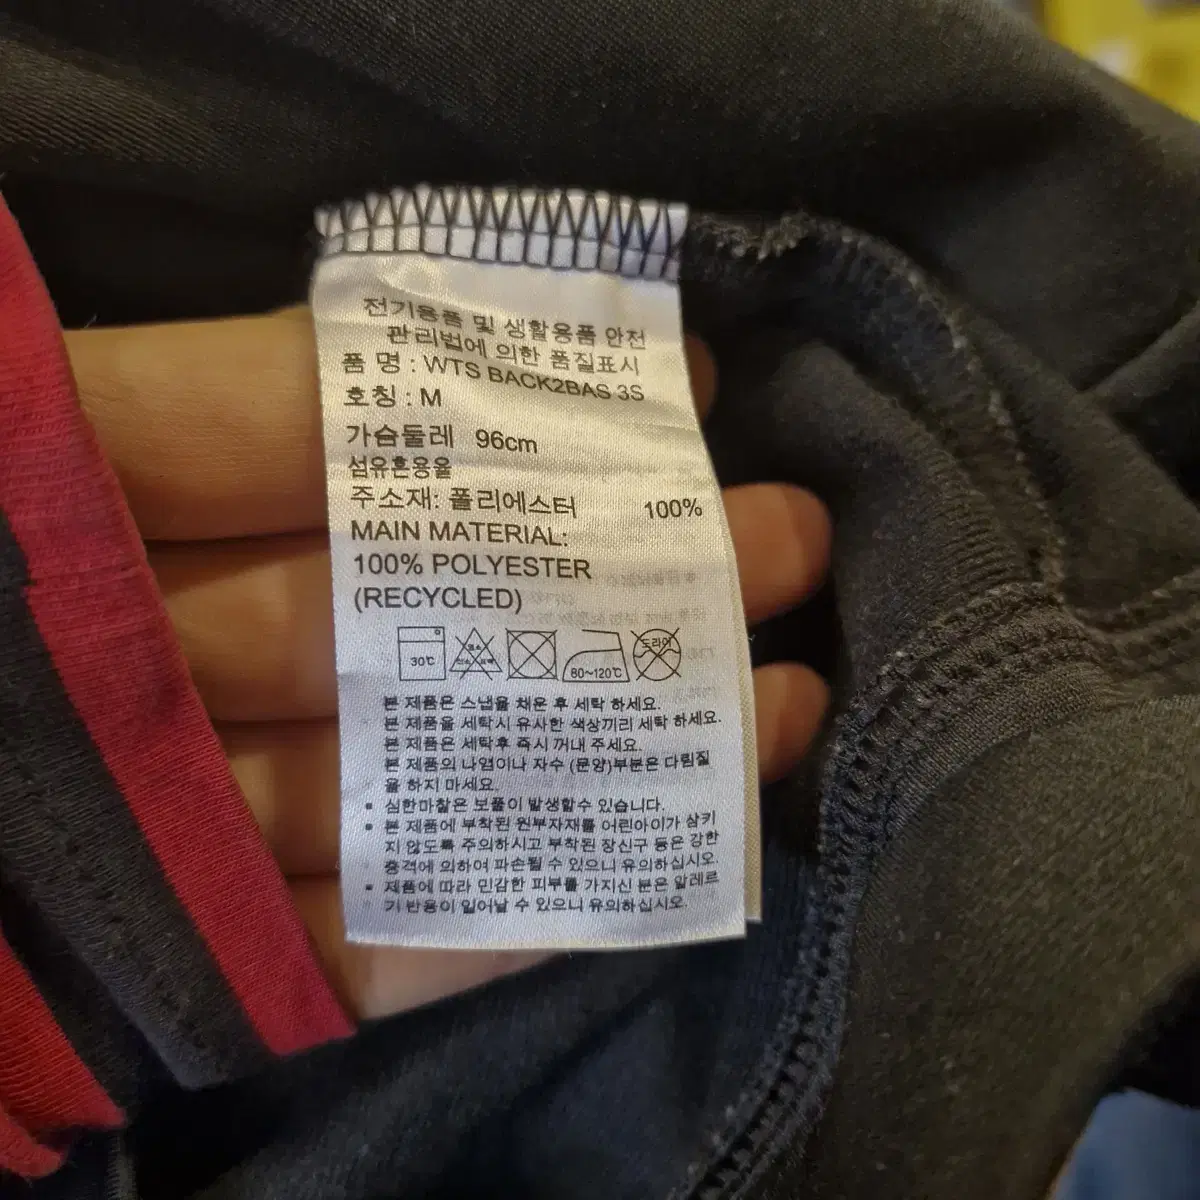 전기용품 및 생활용품 안전
관리법에 의한 품질표시
품 명 : WTS BACK2BAS 3S
호칭 : M
가슴둘레 96cm
섬유혼용율
주소재: 폴리에스터 100%
MAIN MATERIAL:
100% POLYESTER
(RECYCLED)
30℃ 염소 산소 표백 80~120℃ 드라이
본 제품은 스냅을 채운 후 세탁 하세요.
본 제품을 세탁시 유사한 색상끼리 세탁 하세요.
본 제품은 세탁후 즉시 꺼내 주세요.
본 제품의 나염이나 자수 (문양)부분은 다림질
을 하지 마세요.
▪ 심한마찰은 보풀이 발생할수 있습니다.
▪ 본 제품에 부착된 원부자재를 어린아이가 삼키
지 않도록 주의하시고 부착된 장신구 등은 강한
충격에 의하여 파손될 수 있으니 유의하십시오.
▪ 제품에 따라 민감한 피부를 가지신 분은 알레르
기 반응이 일어날 수 있으니 유의하십시오.